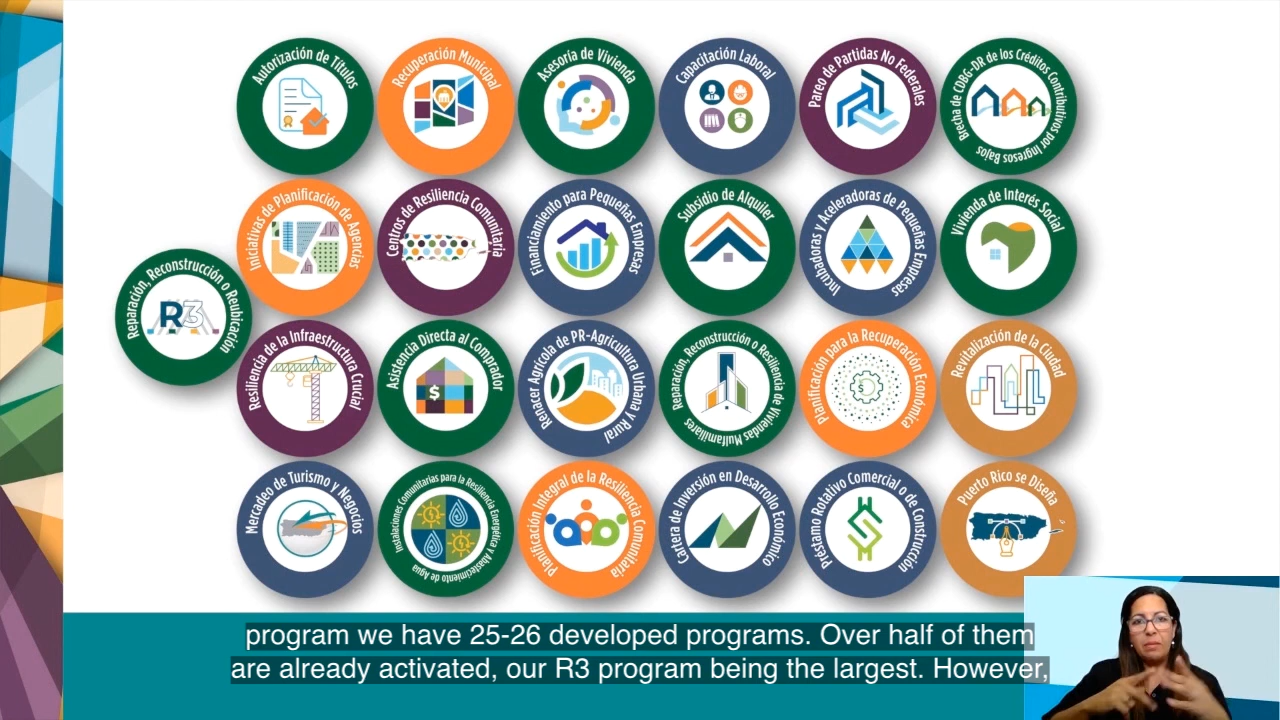 Autorización de Títulos
Recuperación Municipal
Asesoría de Vivienda
Capacitación Laboral
Pareo de Partidas No Federales
Brecha de CDBG-DR de los Créditos Contributivos por Ingresos Bajos
Iniciativas de Planificación de Agencias
Centros de Resiliencia Comunitaria
Financiamiento para Pequeñas Empresas
Subsidio de Alquiler
Incubadoras y Aceleradoras de Pequeñas Empresas
Vivienda de Interés Social
Reparación, Reconstrucción o Reubicación
R3
Resiliencia de la Infraestructura Crucial
Asistencia Directa al Comprador
$
Renacer Agrícola de PR-Agricultura Urbana y Rural
Reparación, Reconstrucción o Resiliencia de Viviendas Mulfamiliares
Planificación para la Recuperación Económica
Revitalización de la Ciudad
Mercadeo de Turismo y Negocios
Instalaciones Comunitarias para la Resiliencia Energética y Abastecimiento de Agua
Planificación Integral de la Resiliencia Comunitaria
Cartera de Inversión en Desarrollo Económico
Préstamo Rotativo Comercial o de Construcción
Puerto Rico se Diseña
program we have 25-26 developed programs. Over half of them
are already activated, our R3 program being the largest. However,